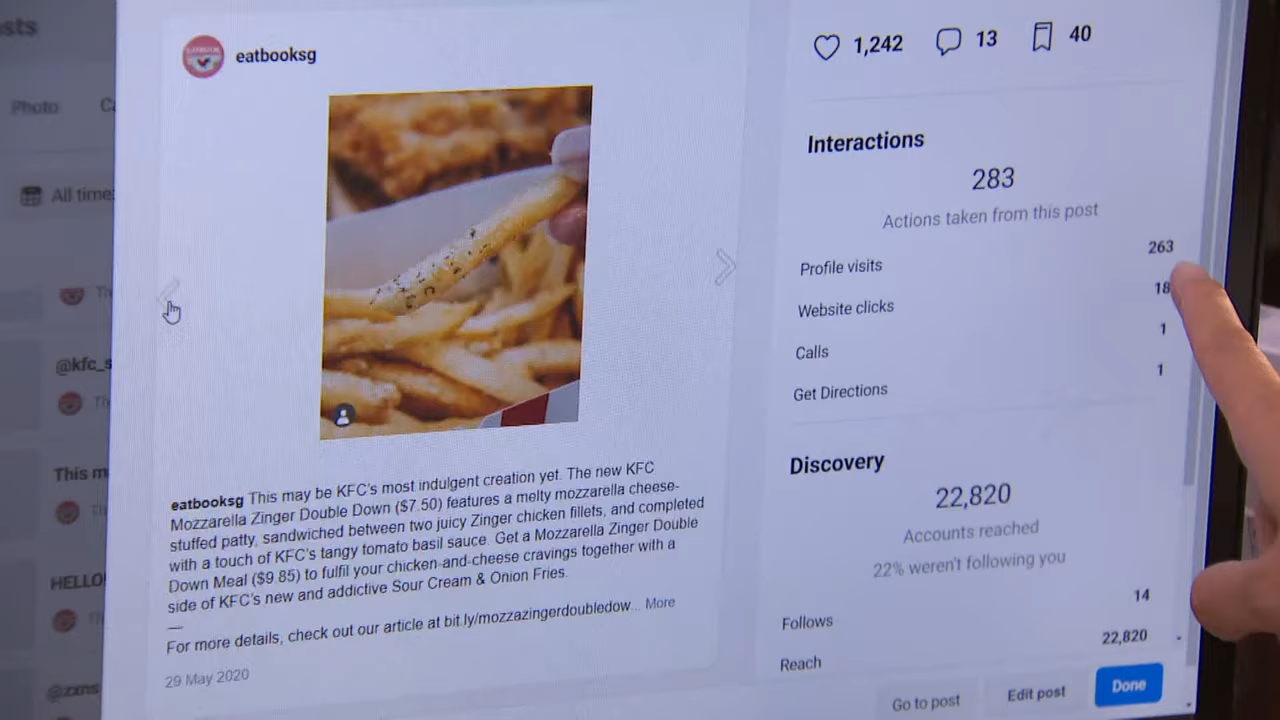 sts
Photo
All time
@kfc_s
Th
This m
HELLO
@zxns
eatbooksg
eatbooksg This may be KFC's most indulgent creation yet. The new KFC
Mozzarella Zinger Double Down ($7.50) features a melty mozzarella cheese-
stuffed patty, sandwiched between two juicy Zinger chicken fillets, and completed
with a touch of KFC's tangy tomato basil sauce. Get a Mozzarella Zinger Double
Down Meal ($9.85) to fulfil your chicken-and-cheese cravings together with a
side of KFC's new and addictive Sour Cream & Onion Fries.
—
For more details, check out our article at bit.ly/mozzazingerdoubledow... More
29 May 2020
1,242 13 40
Interactions
283
Actions taken from this post
Profile visits 263
Website clicks 18
Calls 1
Get Directions 1
Discovery
22,820
Accounts reached
22% weren't following you
Follows 14
Reach 22,820
Go to post Edit post Done